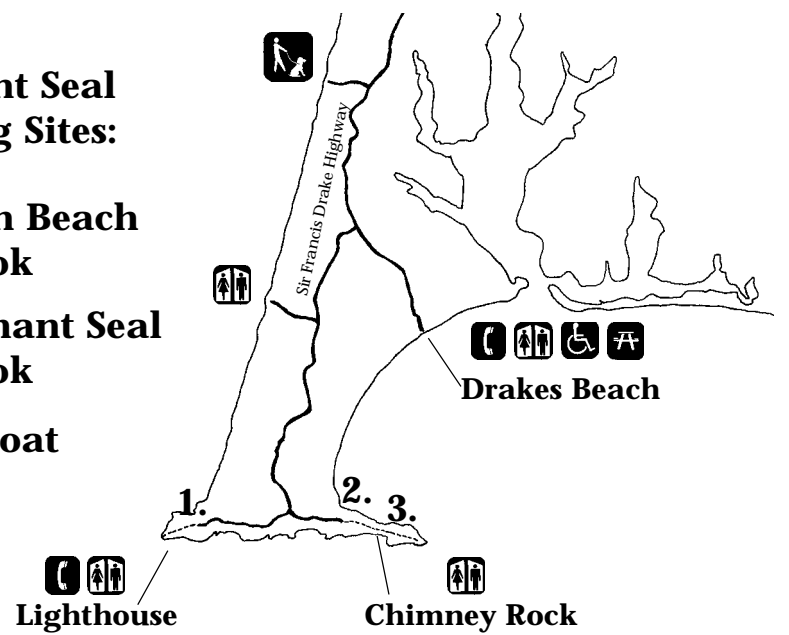 nt Seal
g Sites:
n Beach
ok
nant Seal
ok
oat
Sir Francis Drake Highway
Drakes Beach
1.
2.
3.
Lighthouse
Chimney Rock